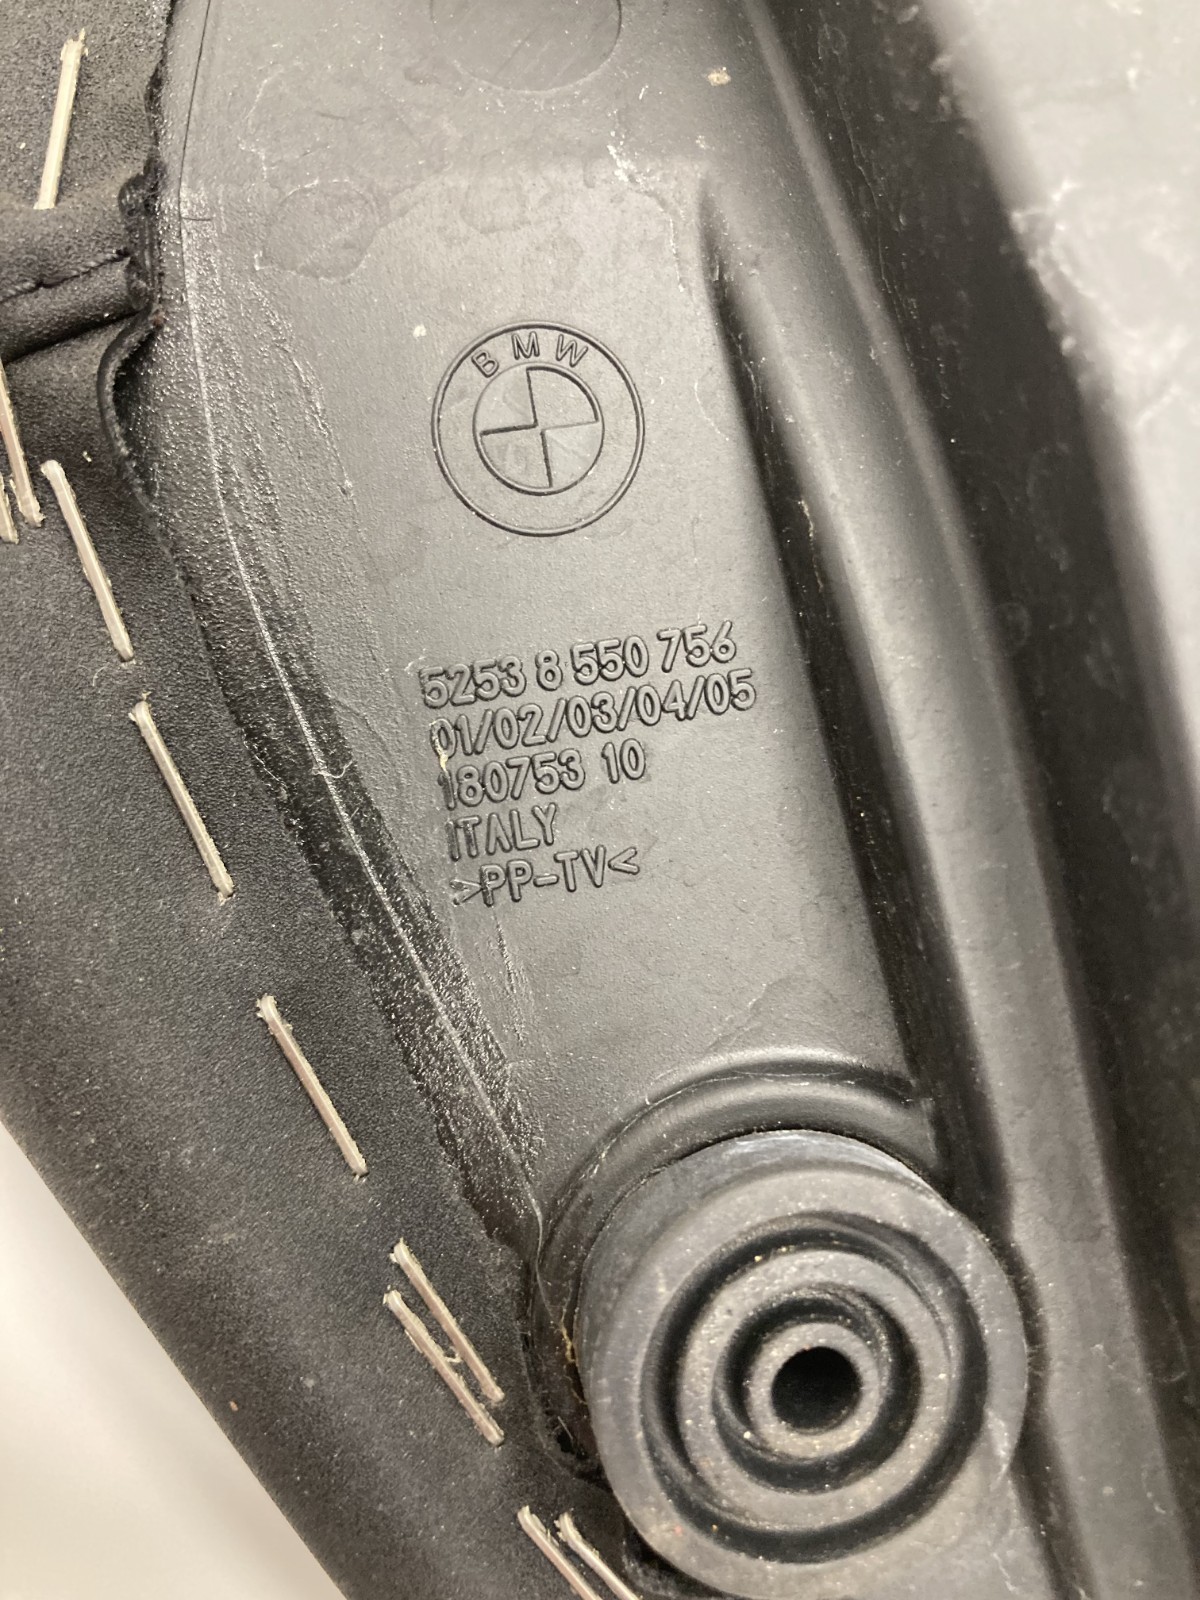 BMW
5253 8 550 756
01/02/03/04/05
180753 10
ITALY
>PP-TV<